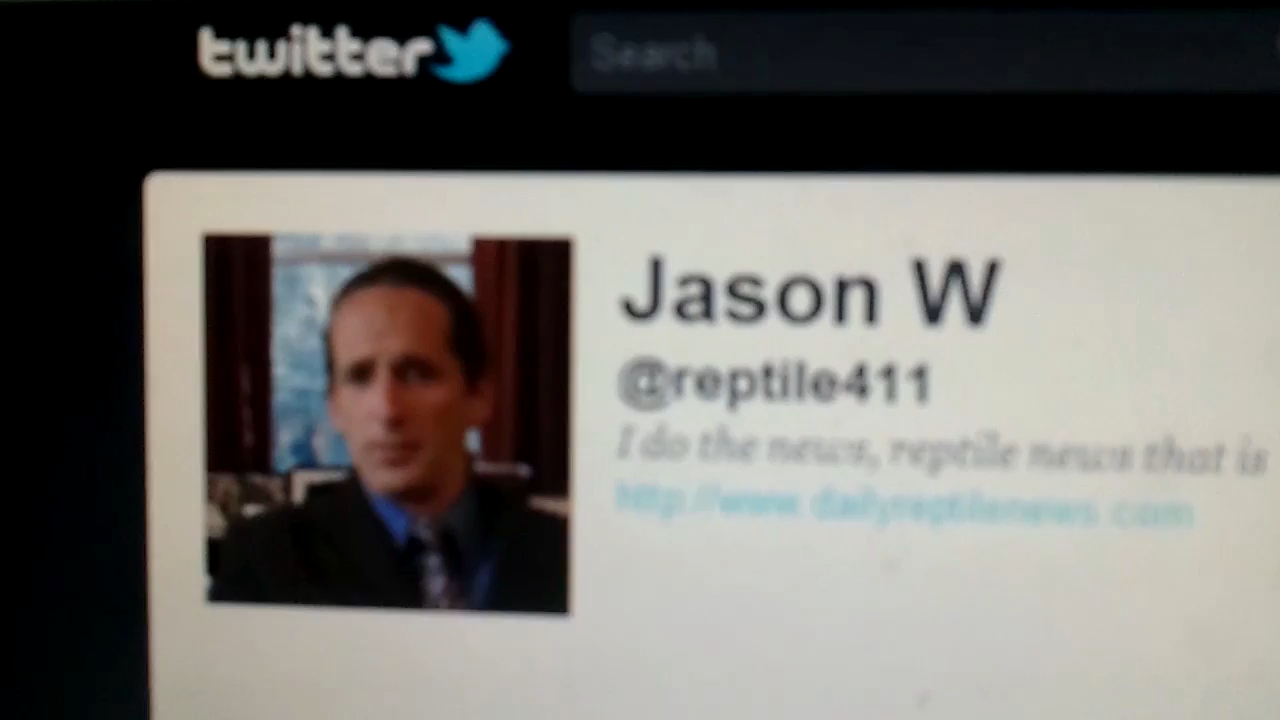 twitter
Search
Jason W
@reptile411
I do the news, reptile news that is
http://www.dailyreptilenews.com